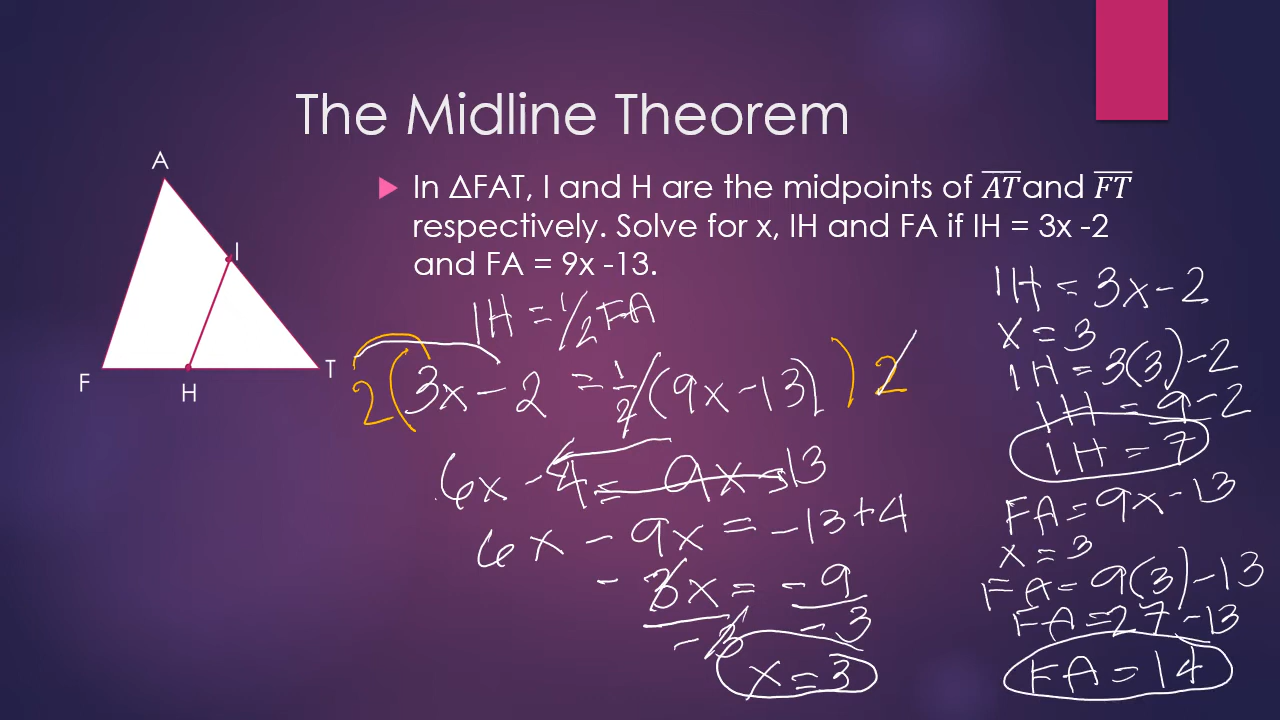 The Midline Theorem
A
I
F
H
T
In ΔFAT, I and H are the midpoints of A̅T̅ and F̅T̅
respectively. Solve for x, IH and FA if IH = 3x -2
and FA = 9x -13.
IH = 1/2 FA
2(3x - 2 = 1/2 (9x - 13)) 2
6x - 4 = 9x - 13
6x - 9x = -13 + 4
-3x = -9
-3 -3
x = 3
IH = 3x - 2
x = 3
IH = 3(3) - 2
IH = 9 - 2
IH = 7
FA = 9x - 13
x = 3
FA = 9(3) - 13
FA = 27 - 13
FA = 14